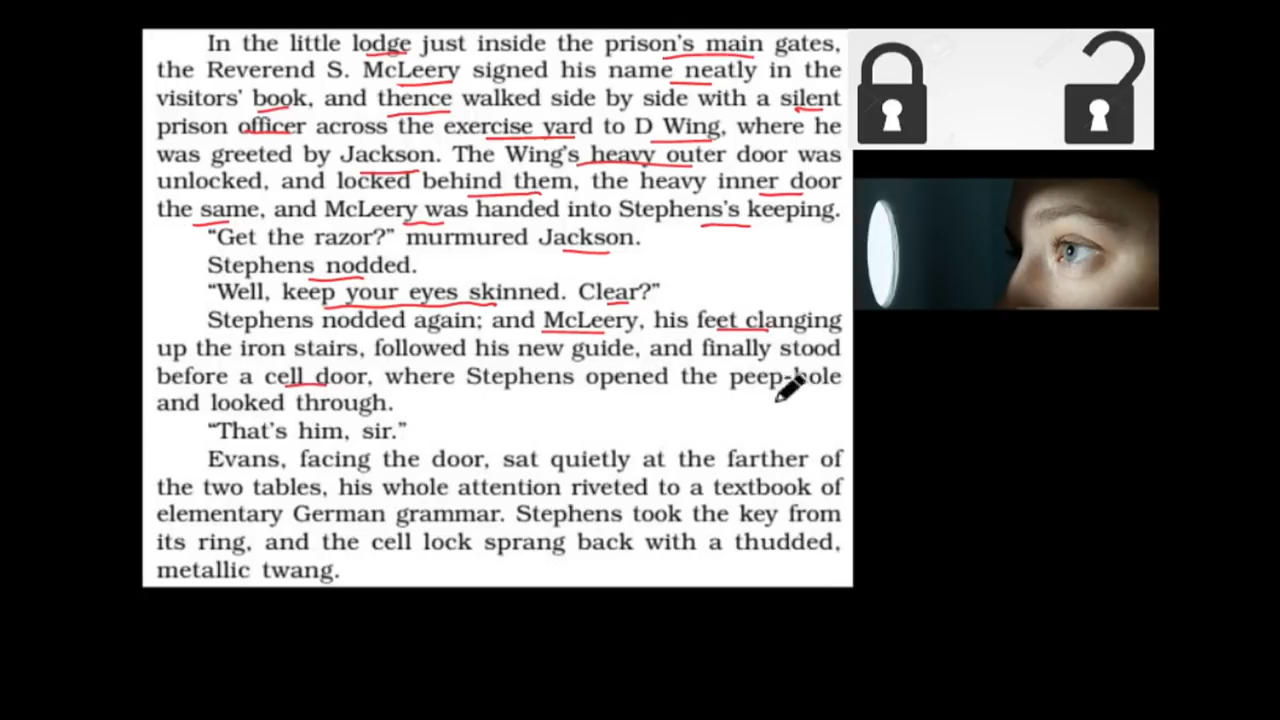 In the little lodge just inside the prison's main gates,
the Reverend S. McLeery signed his name neatly in the
visitors' book, and thence walked side by side with a silent
prison officer across the exercise yard to D Wing, where he
was greeted by Jackson. The Wing's heavy outer door was
unlocked, and locked behind them, the heavy inner door
the same, and McLeery was handed into Stephens's keeping.
“Get the razor?” murmured Jackson.
Stephens nodded.
“Well, keep your eyes skinned. Clear?”
Stephens nodded again; and McLeery, his feet clanging
up the iron stairs, followed his new guide, and finally stood
before a cell door, where Stephens opened the peep-hole
and looked through.
“That's him, sir.”
Evans, facing the door, sat quietly at the farther of
the two tables, his whole attention riveted to a textbook of
elementary German grammar. Stephens took the key from
its ring, and the cell lock sprang back with a thudded,
metallic twang.